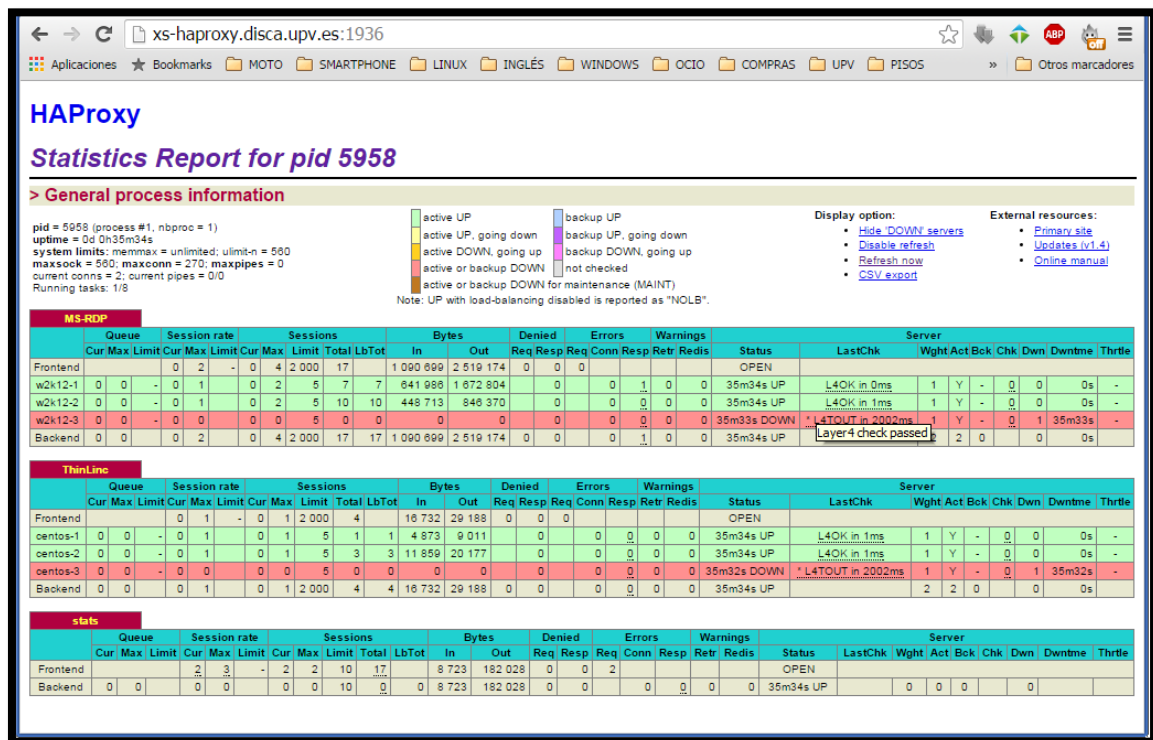 xs-haproxy.disca.upv.es:1936
ABP
off
Aplicaciones Bookmarks MOTO SMARTPHONE LINUX INGLÉS WINDOWS OCIO COMPRAS UPV PISOS » Otros marcadores
HAProxy
Statistics Report for pid 5958
> General process information
pid = 5958 (process #1, nbproc = 1)
uptime = 0d 0h35m34s
system limits: memmax = unlimited; ulimit-n = 560
maxsock = 560; maxconn = 270; maxpipes = 0
current conns = 2; current pipes = 0/0
Running tasks: 1/8
active UP backup UP
active UP, going down backup UP, going down
active DOWN, going up backup DOWN, going up
active or backup DOWN not checked
active or backup DOWN for maintenance (MAINT)
Note: UP with load-balancing disabled is reported as "NOLB".
Display option:
• Hide 'DOWN' servers
• Disable refresh
• Refresh now
• CSV export
External resources:
• Primary site
• Updates (v1.4)
• Online manual
MS-RDP
Queue Session rate Sessions Bytes Denied Errors Warnings Server
Cur Max Limit Cur Max Limit Cur Max Limit Total LbTot In Out Req Resp Req Conn Resp Retr Redis Status LastChk Wght Act Bck Chk Dwn Dwntme Thrtle
Frontend 0 2 - 0 4 2 000 17 1 090 699 2 519 174 0 0 0 OPEN
w2k12-1 0 0 - 0 1 0 2 5 7 7 641 986 1 672 804 0 0 1 0 0 35m34s UP L4OK in 0ms 1 Y - 0 0 0s -
w2k12-2 0 0 - 0 1 0 2 5 10 10 448 713 846 370 0 0 0 0 0 35m34s UP L4OK in 1ms 1 Y - 0 0 0s -
w2k12-3 0 0 - 0 0 0 0 5 0 0 0 0 0 0 0 0 0 35m33s DOWN * L4TOUT in 2002ms 1 Y - 0 1 35m33s -
Backend 0 0 0 2 0 4 2 000 17 17 1 090 699 2 519 174 0 0 0 1 0 0 35m34s UP 2 2 0 0 0s
Layer4 check passed
ThinLinc
Queue Session rate Sessions Bytes Denied Errors Warnings Server
Cur Max Limit Cur Max Limit Cur Max Limit Total LbTot In Out Req Resp Req Conn Resp Retr Redis Status LastChk Wght Act Bck Chk Dwn Dwntme Thrtle
Frontend 0 1 - 0 1 2 000 4 16 732 29 188 0 0 0 OPEN
centos-1 0 0 - 0 1 0 1 5 1 1 4 873 9 011 0 0 0 0 0 35m34s UP L4OK in 1ms 1 Y - 0 0 0s -
centos-2 0 0 - 0 1 0 1 5 3 3 11 859 20 177 0 0 0 0 0 35m34s UP L4OK in 1ms 1 Y - 0 0 0s -
centos-3 0 0 - 0 0 0 0 5 0 0 0 0 0 0 0 0 0 35m32s DOWN * L4TOUT in 2002ms 1 Y - 0 1 35m32s -
Backend 0 0 0 1 0 1 2 000 4 4 16 732 29 188 0 0 0 0 0 0 35m34s UP 2 2 0 0 0s
stats
Queue Session rate Sessions Bytes Denied Errors Warnings Server
Cur Max Limit Cur Max Limit Cur Max Limit Total LbTot In Out Req Resp Req Conn Resp Retr Redis Status LastChk Wght Act Bck Chk Dwn Dwntme Thrtle
Frontend 2 3 - 2 2 10 17 8 723 182 028 0 0 2 OPEN
Backend 0 0 0 0 0 0 10 0 0 8 723 182 028 0 0 0 0 0 0 35m34s UP 0 0 0 0